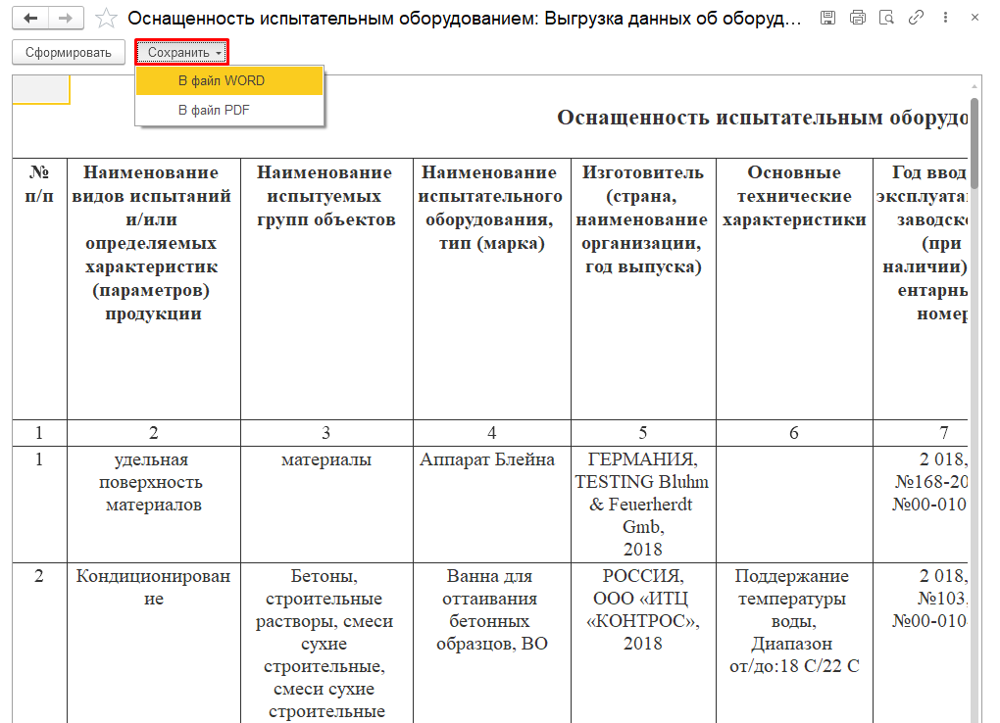 Оснащенность испытательным оборудованием: Выгрузка данных об оборуд...
Сформировать
Сохранить
В файл WORD
В файл PDF
Оснащенность испытательным оборудо
№
п/п
Наименование
видов испытаний
и/или
определяемых
характеристик
(параметров)
продукции
Наименование
испытуемых
групп объектов
Наименование
испытательного
оборудования,
тип (марка)
Изготовитель
(страна,
наименование
организации,
год выпуска)
Основные
технические
характеристики
Год ввод
эксплуата
заводско
(при
наличии)
ентарны
номер
1
2
3
4
5
6
7
1
удельная
поверхность
материалов
материалы
Аппарат Блейна
ГЕРМАНИЯ,
TESTING Bluhm
& Feuerherdt
Gmb,
2018
2 018,
№168-20
№00-010
2
Кондиционирован
ие
Бетоны,
строительные
растворы, смеси
сухие
строительные,
смеси сухие
строительные
Ванна для
оттаивания
бетонных
образцов, ВО
РОССИЯ,
ООО «ИТЦ
«КОНТРОС»,
2018
Поддержание
температуры
воды,
Диапазон
от/до:18 С/22 С
2 018,
№103,
№00-010